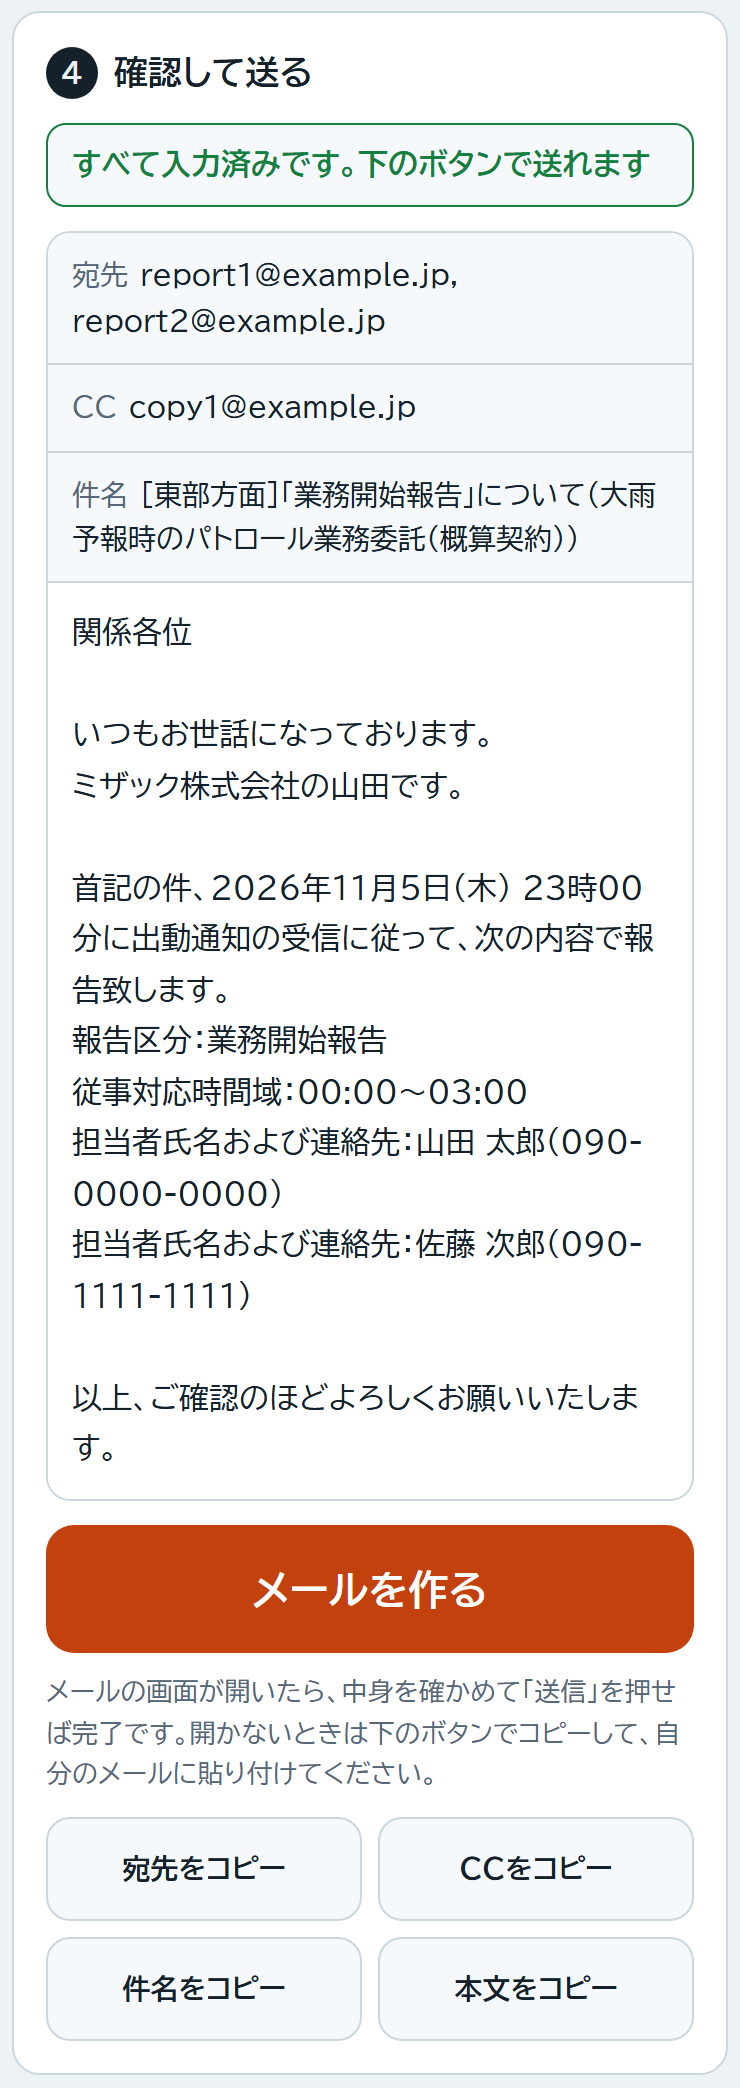 4 確認して送る
すべて入力済みです。下のボタンで送れます
宛先 report1@example.jp,
report2@example.jp
CC copy1@example.jp
件名 [東部方面]「業務開始報告」について(大雨
予報時のパトロール業務委託(概算契約))
関係各位
いつもお世話になっております。
ミザック株式会社の山田です。
首記の件、2026年11月5日(木) 23時00
分に出動通知の受信に従って、次の内容で報
告致します。
報告区分:業務開始報告
従事対応時間域:00:00～03:00
担当者氏名および連絡先:山田 太郎(090-
0000-0000)
担当者氏名および連絡先:佐藤 次郎(090-
1111-1111)
以上、ご確認のほどよろしくお願いいたしま
す。
メールを作る
メールの画面が開いたら、中身を確かめて「送信」を押せ
ば完了です。開かないときは下のボタンでコピーして、自
分のメールに貼り付けてください。
宛先をコピー
CCをコピー
件名をコピー
本文をコピー